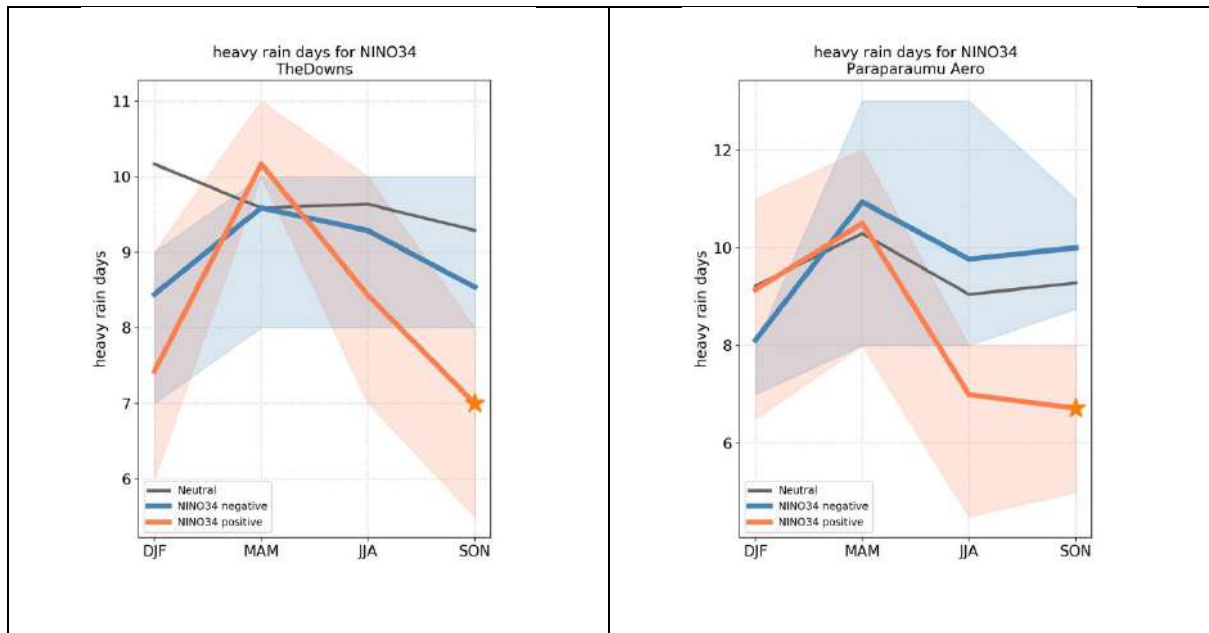 heavy rain days for NINO34
TheDowns
heavy rain days
11
10
9
8
7
6
Neutral
NINO34 negative
NINO34 positive
DJF MAM JJA SON
heavy rain days for NINO34
Paraparaumu Aero
heavy rain days
12
10
8
6
Neutral
NINO34 negative
NINO34 positive
DJF MAM JJA SON